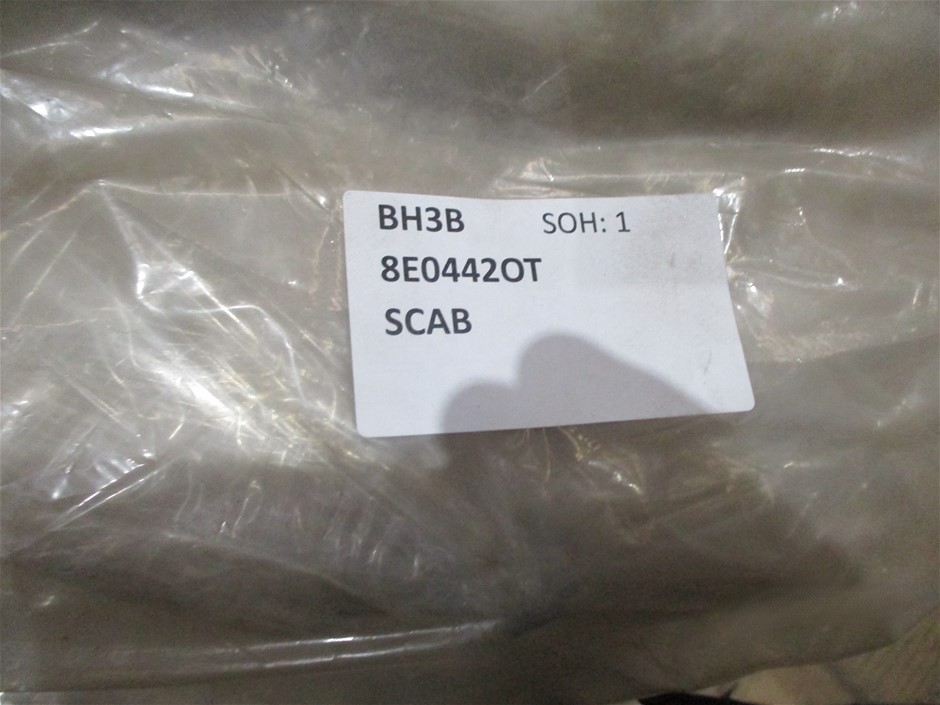 BH3B SOH: 1
8E0442OT
SCAB